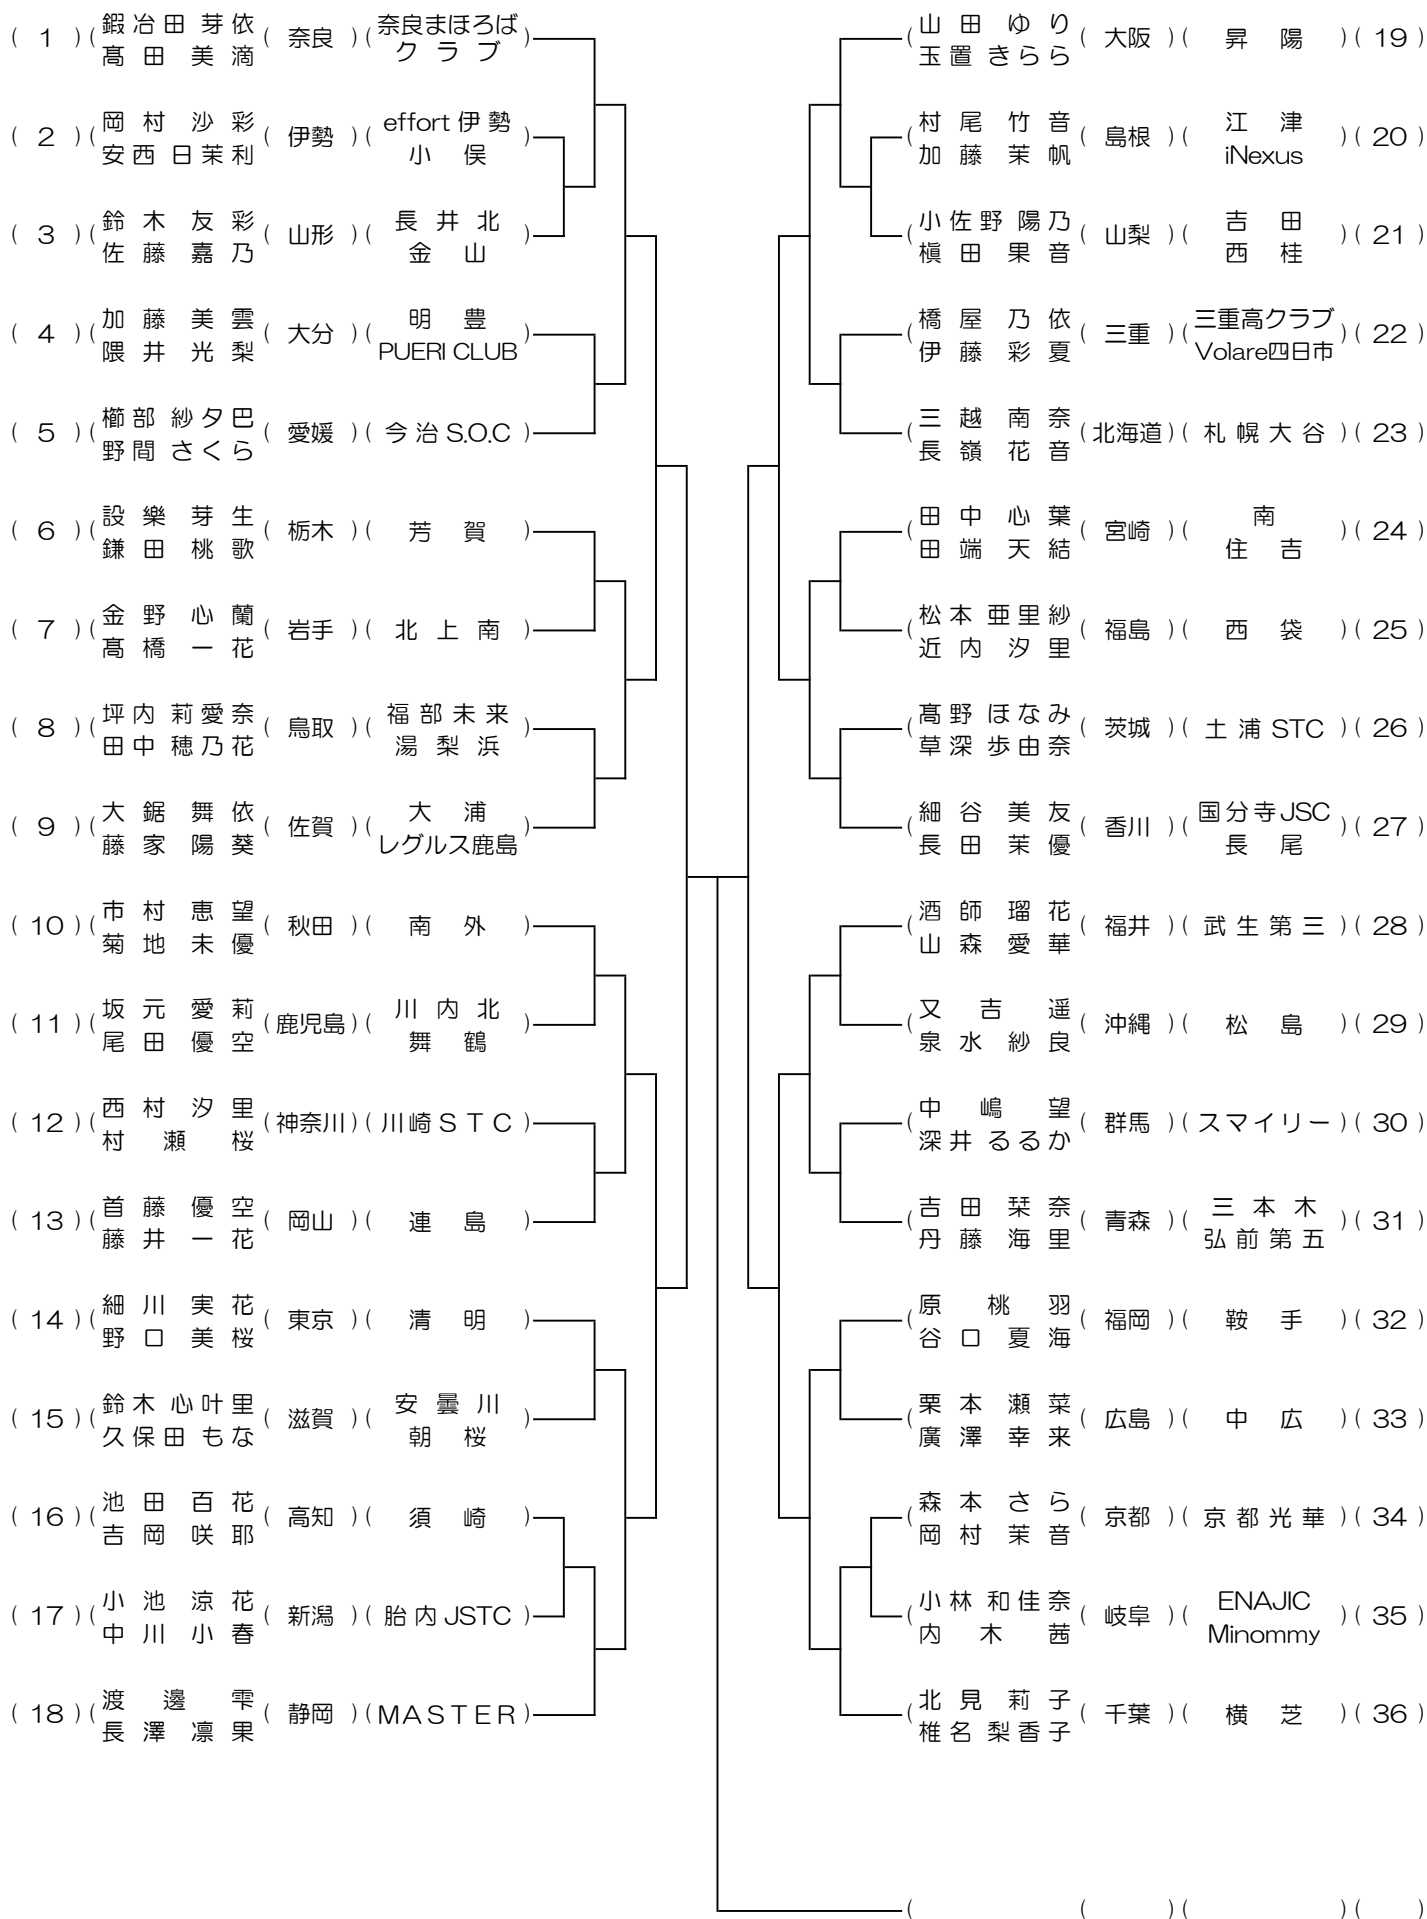 ( 1 ) ( 鍜冶田 芽依 ( 奈良 ) ( 奈良まほろば )
髙田 美滴 クラブ
( 2 ) ( 岡村 沙彩 ( 伊勢 ) ( effort 伊勢 )
安西 日茉利 小俣
( 3 ) ( 鈴木 友彩 ( 山形 ) ( 長井北 )
佐藤 嘉乃 金山
( 4 ) ( 加藤 美雲 ( 大分 ) ( 明豊 )
隈井 光梨 PUERI CLUB
( 5 ) ( 櫛部 紗夕巴 ( 愛媛 ) ( 今治 S.O.C )
野間 さくら
( 6 ) ( 設樂 芽生 ( 栃木 ) ( 芳賀 )
鎌田 桃歌
( 7 ) ( 金野 心蘭 ( 岩手 ) ( 北上南 )
髙橋 一花
( 8 ) ( 坪内 莉愛奈 ( 鳥取 ) ( 福部未来 )
田中 穂乃花 湯梨浜
( 9 ) ( 大鋸 舞依 ( 佐賀 ) ( 大浦 )
藤家 陽葵 レグルス鹿島
( 10 ) ( 市村 恵望 ( 秋田 ) ( 南外 )
菊地 未優
( 11 ) ( 坂元 愛莉 ( 鹿児島 ) ( 川内北 )
尾田 優空 舞鶴
( 12 ) ( 西村 汐里 ( 神奈川 ) ( 川崎STC )
村瀬 桜
( 13 ) ( 首藤 優空 ( 岡山 ) ( 連島 )
藤井 一花
( 14 ) ( 細川 実花 ( 東京 ) ( 清明 )
野口 美桜
( 15 ) ( 鈴木 心叶里 ( 滋賀 ) ( 安曇川 )
久保田 もな 朝桜
( 16 ) ( 池田 百花 ( 高知 ) ( 須崎 )
吉岡 咲耶
( 17 ) ( 小池 涼花 ( 新潟 ) ( 胎内 JSTC )
中川 小春
( 18 ) ( 渡邊 雫 ( 静岡 ) ( MASTER )
長澤 凛果
( 山田 ゆり ( 大阪 ) ( 昇陽 ) ( 19 )
玉置 きらら
( 村尾 竹音 ( 島根 ) ( 江津 ) ( 20 )
加藤 茉帆 iNexus
( 小佐野 陽乃 ( 山梨 ) ( 吉田 ) ( 21 )
槇田 果音 西桂
( 橋屋 乃依 ( 三重 ) ( 三重高クラブ ) ( 22 )
伊藤 彩夏 Volare四日市
( 三越 南奈 ( 北海道 ) ( 札幌大谷 ) ( 23 )
長嶺 花音
( 田中 心葉 ( 宮崎 ) ( 南 ) ( 24 )
田端 天結 住吉
( 松本 亜里紗 ( 福島 ) ( 西袋 ) ( 25 )
近内 汐里
( 髙野 ほなみ ( 茨城 ) ( 土浦 STC ) ( 26 )
草深 歩由奈
( 細谷 美友 ( 香川 ) ( 国分寺JSC ) ( 27 )
長田 茉優 長尾
( 酒師 瑠花 ( 福井 ) ( 武生第三 ) ( 28 )
山森 愛華
( 又吉 遥 ( 沖縄 ) ( 松島 ) ( 29 )
泉水 紗良
( 中嶋 望 ( 群馬 ) ( スマイリー ) ( 30 )
深井 るるか
( 吉田 栞奈 ( 青森 ) ( 三本木 ) ( 31 )
丹藤 海里 弘前第五
( 原 桃羽 ( 福岡 ) ( 鞍手 ) ( 32 )
谷口 夏海
( 栗本 瀬菜 ( 広島 ) ( 中広 ) ( 33 )
廣澤 幸来
( 森本 さら ( 京都 ) ( 京都光華 ) ( 34 )
岡村 茉音
( 小林 和佳奈 ( 岐阜 ) ( ENAJIC ) ( 35 )
内木 茜 Minommy
( 北見 莉子 ( 千葉 ) ( 横芝 ) ( 36 )
椎名 梨香子
( ( ) ( ) ( )